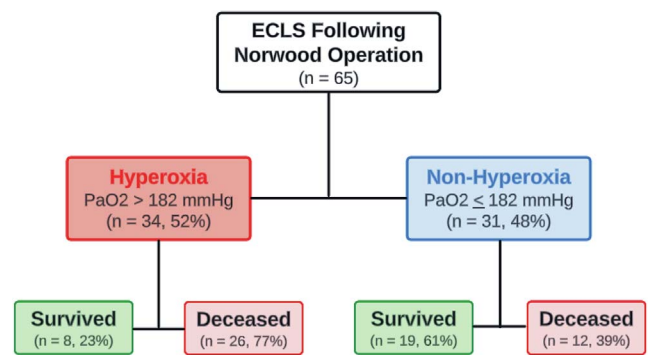 ECLS Following
Norwood Operation
(n = 65)
Hyperoxia
PaO2 > 182 mmHg
(n = 34, 52%)
Non-Hyperoxia
PaO2 ≤ 182 mmHg
(n = 31, 48%)
Survived
(n = 8, 23%)
Deceased
(n = 26, 77%)
Survived
(n = 19, 61%)
Deceased
(n = 12, 39%)